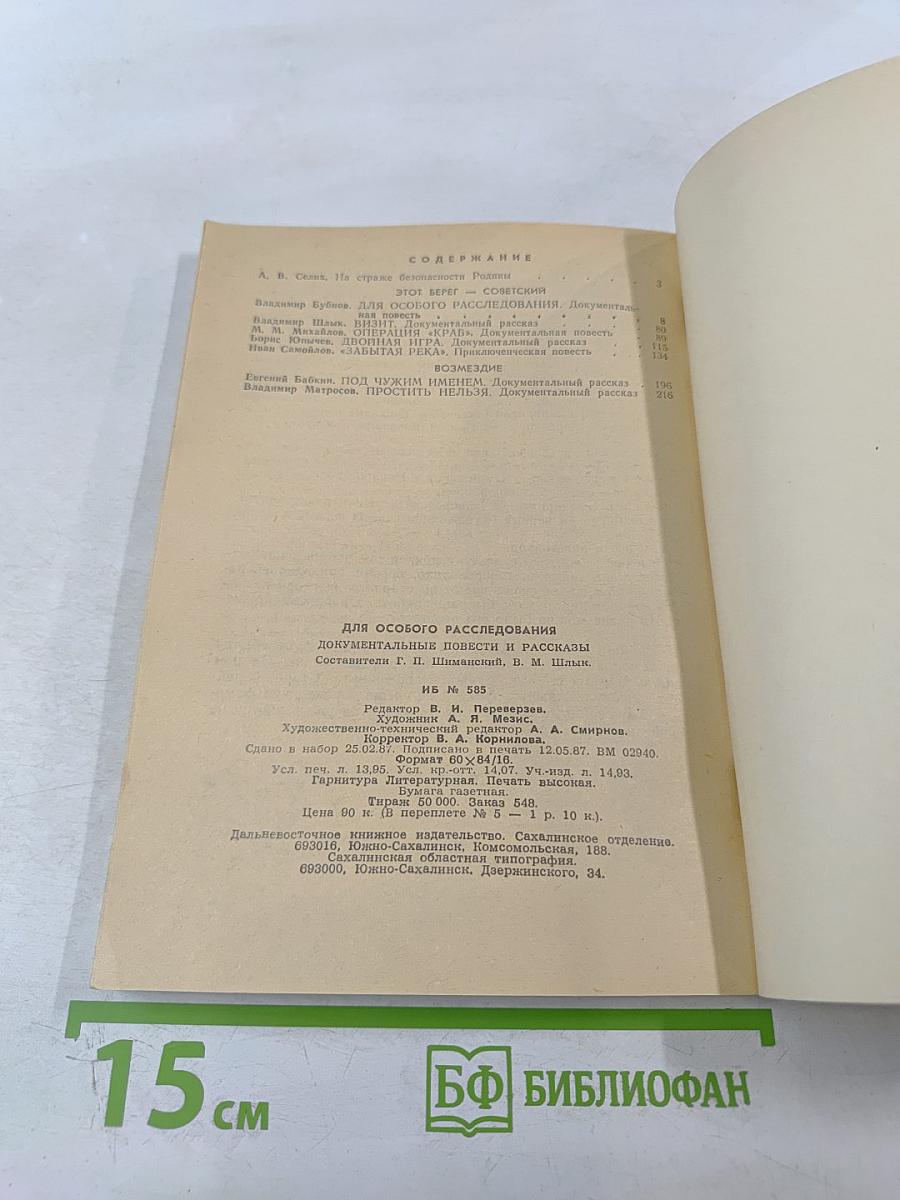 СОДЕРЖАНИЕ
А. В. Селих. На страже безопасности Родины . . . . . 3
ЭТОТ БЕРЕГ — СОВЕТСКИЙ
Владимир Бубнов. ДЛЯ ОСОБОГО РАССЛЕДОВАНИЯ. Документаль-
ная повесть . . . . . . . . . 8
Владимир Шлык. ВИЗИТ. Документальный рассказ . . . . 80
М. М. Михайлов. ОПЕРАЦИЯ «КРАБ». Документальная повесть . 89
Борис Юпычев. ДВОЙНАЯ ИГРА. Документальный рассказ . . 115
Иван Самойлов. «ЗАБЫТАЯ РЕКА». Приключенческая повесть . 134
ВОЗМЕЗДИЕ
Евгений Бабкин. ПОД ЧУЖИМ ИМЕНЕМ. Документальный рассказ . 196
Владимир Матросов. ПРОСТИТЬ НЕЛЬЗЯ. Документальный рассказ 216
ДЛЯ ОСОБОГО РАССЛЕДОВАНИЯ
ДОКУМЕНТАЛЬНЫЕ ПОВЕСТИ И РАССКАЗЫ
Составители Г. П. Шиманский, В. М. Шлык.
ИБ № 585
Редактор В. И. Переверзев.
Художник А. Я. Мезис.
Художественно-технический редактор А. А. Смирнов.
Корректор В. А. Корнилова.
Сдано в набор 25.02.87. Подписано в печать 12.05.87. ВМ 02940.
Формат 60×84/16.
Усл. печ. л. 13,95. Усл. кр.-отт. 14,07. Уч.-изд. л. 14,93.
Гарнитура Литературная. Печать высокая.
Бумага газетная.
Тираж 50 000. Заказ 548.
Цена 90 к. (В переплете № 5 — 1 р. 10 к.).
Дальневосточное книжное издательство. Сахалинское отделение.
693016, Южно-Сахалинск, Комсомольская, 188.
Сахалинская областная типография.
693000, Южно-Сахалинск. Дзержинского, 34.
15 см
БФ БИБЛИОФАН